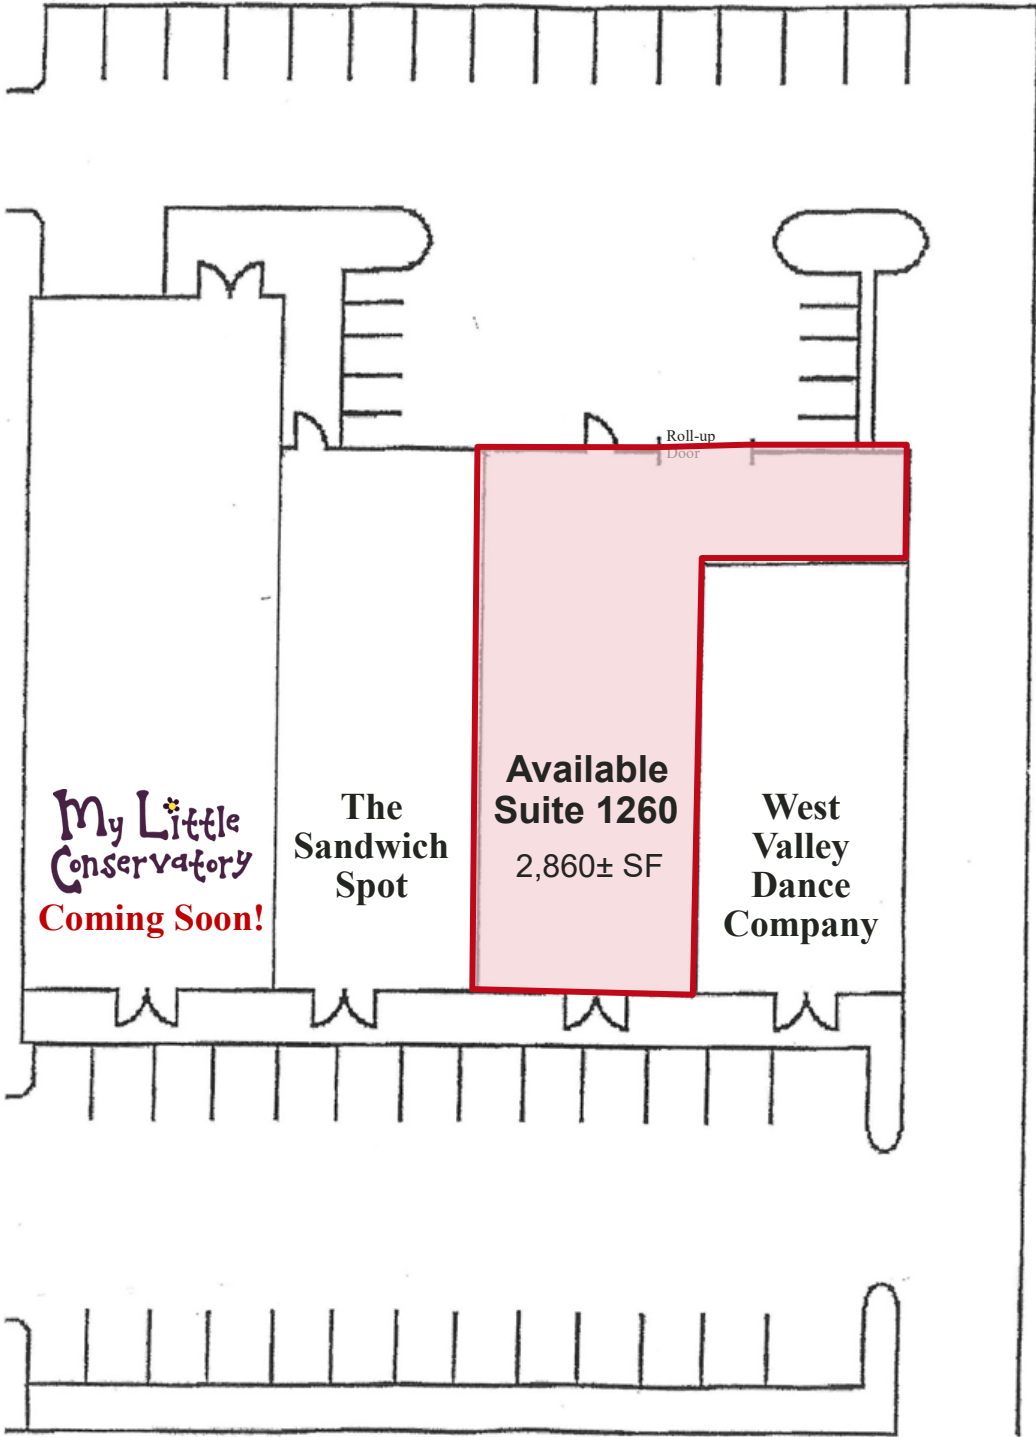 Roll-up
Door
My Little
Conservatory
Coming Soon!
The
Sandwich
Spot
Available
Suite 1260
2,860± SF
West
Valley
Dance
Company